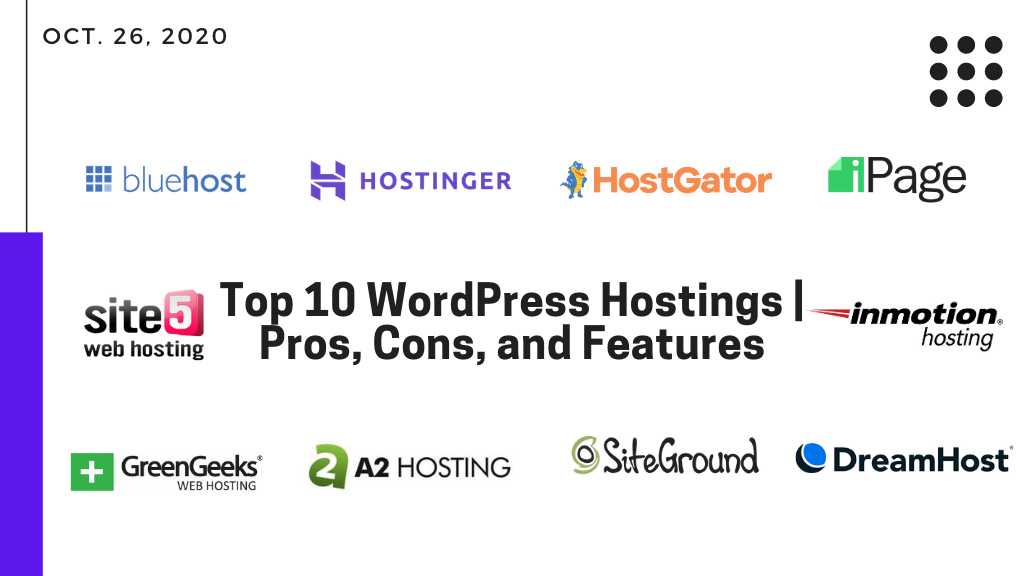 OCT. 26, 2020
bluehost
HOSTINGER
HostGator
iPage
site5
web hosting
Top 10 WordPress Hostings |
Pros, Cons, and Features
inmotion®
hosting
GreenGeeks®
WEB HOSTING
A2 HOSTING
SiteGround
DreamHost®